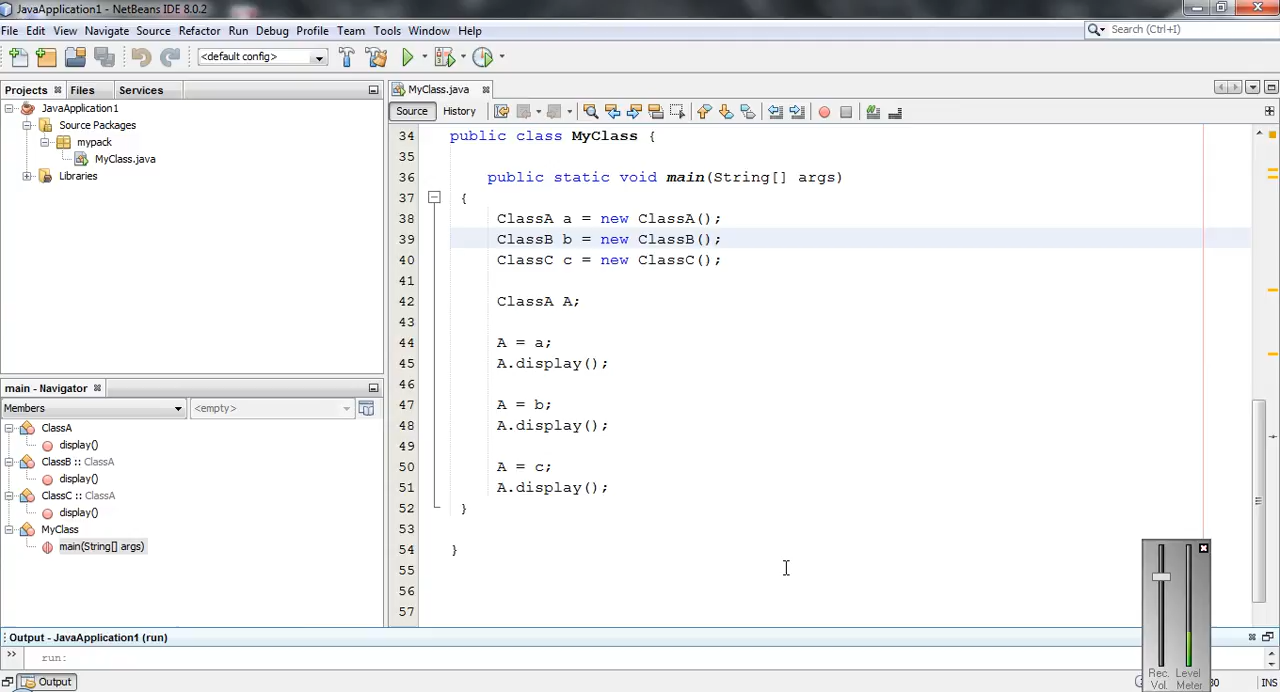 JavaApplication1 - NetBeans IDE 8.0.2
File Edit View Navigate Source Refactor Run Debug Profile Team Tools Window Help
Search (Ctrl+I)
<default config>
Projects Files Services
MyClass.java
JavaApplication1
Source Packages
mypack
MyClass.java
Libraries
Source History
34 public class MyClass {
35
36 public static void main(String[] args)
37 {
38 ClassA a = new ClassA();
39 ClassB b = new ClassB();
40 ClassC c = new ClassC();
41
42 ClassA A;
43
44 A = a;
45 A.display();
46
47 A = b;
48 A.display();
49
50 A = c;
51 A.display();
52 }
53
54 }
55
56
57
main - Navigator
Members <empty>
ClassA
display()
ClassB :: ClassA
display()
ClassC :: ClassA
display()
MyClass
main(String[] args)
Output - JavaApplication1 (run)
run:
Rec. Level
Vol. Meter
Output
INS